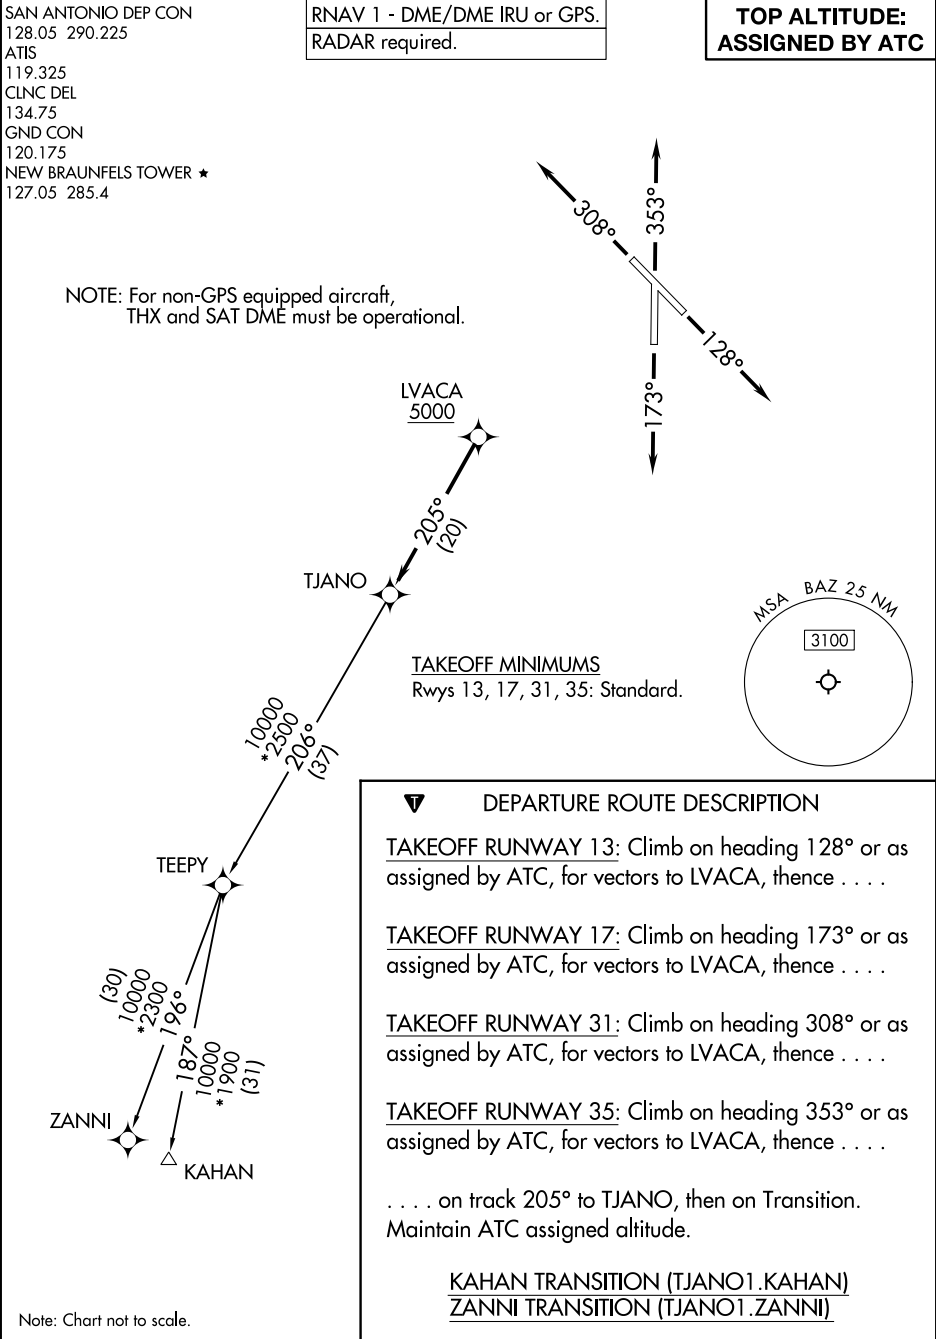 SAN ANTONIO DEP CON
128.05 290.225
ATIS
119.325
CLNC DEL
134.75
GND CON
120.175
NEW BRAUNFELS TOWER ★
127.05 285.4
RNAV 1 - DME/DME IRU or GPS.
RADAR required.
TOP ALTITUDE:
ASSIGNED BY ATC
308°
353°
128°
173°
NOTE: For non-GPS equipped aircraft,
THX and SAT DME must be operational.
LVACA
5000
205°
(20)
TJANO
MSA BAZ 25 NM
3100
TAKEOFF MINIMUMS
Rwys 13, 17, 31, 35: Standard.
10000
*2500
206°
(37)
TEEPY
(30)
10000
*2300
196°
187°
10000
*1900
(31)
ZANNI
KAHAN
T
DEPARTURE ROUTE DESCRIPTION
TAKEOFF RUNWAY 13: Climb on heading 128° or as
assigned by ATC, for vectors to LVACA, thence . . . .
TAKEOFF RUNWAY 17: Climb on heading 173° or as
assigned by ATC, for vectors to LVACA, thence . . . .
TAKEOFF RUNWAY 31: Climb on heading 308° or as
assigned by ATC, for vectors to LVACA, thence . . . .
TAKEOFF RUNWAY 35: Climb on heading 353° or as
assigned by ATC, for vectors to LVACA, thence . . . .
. . . . on track 205° to TJANO, then on Transition.
Maintain ATC assigned altitude.
KAHAN TRANSITION (TJANO1.KAHAN)
ZANNI TRANSITION (TJANO1.ZANNI)
Note: Chart not to scale.